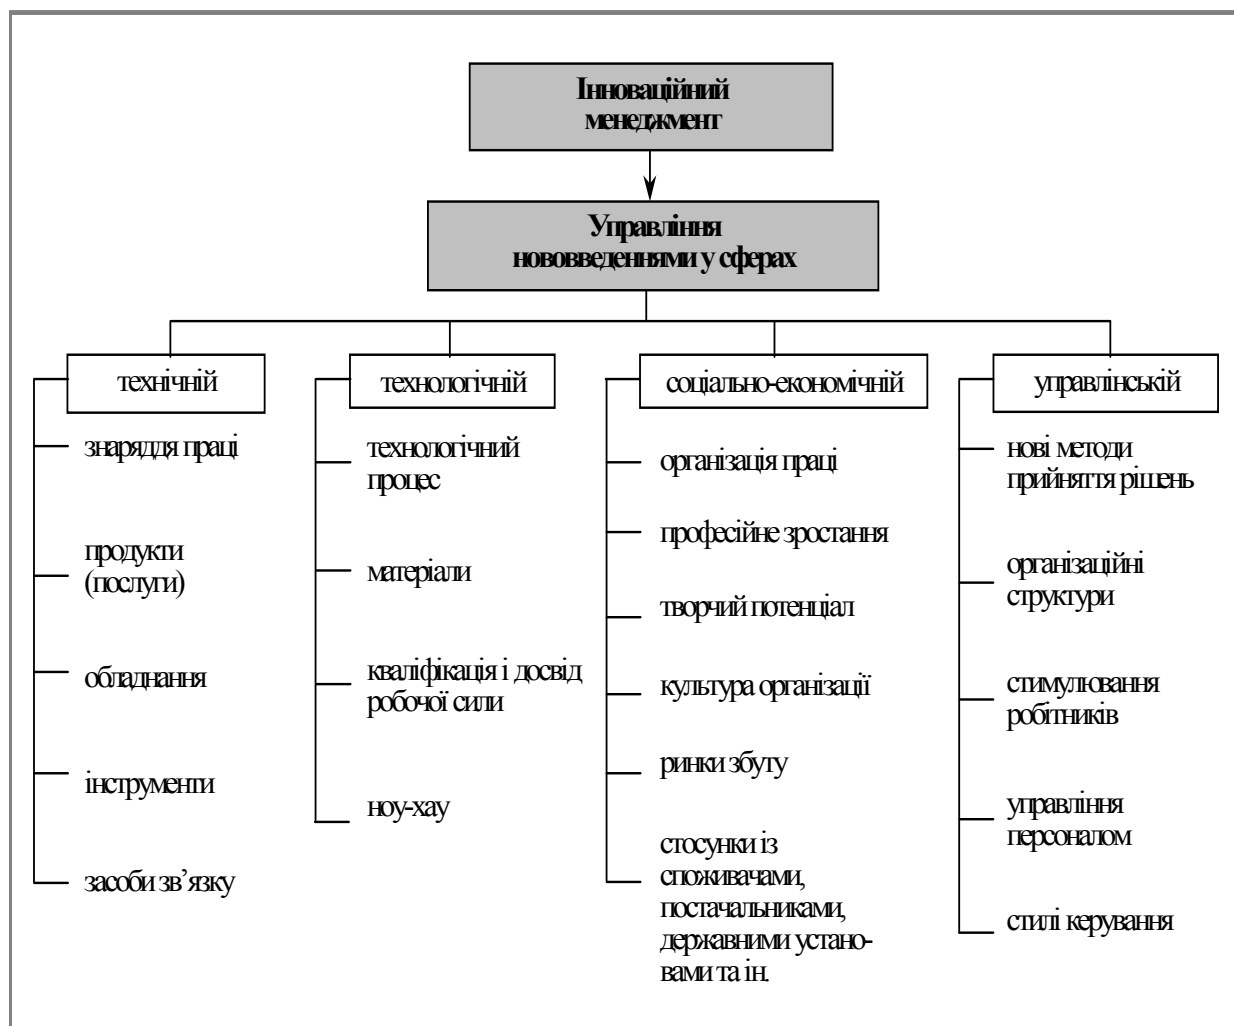 Інноваційний
менеджмент
Управління
нововведеннями у сферах
технічній
знаряддя праці
продукти
(послуги)
обладнання
інструменти
засоби зв’язку
технологічній
технологічний
процес
матеріали
кваліфікація і досвід
робочої сили
ноу-хау
соціально-економічній
організація праці
професійне зростання
творчий потенціал
культура організації
ринки збуту
стосунки із
споживачами,
постачальниками,
державними устано-
вами та ін.
управлінській
нові методи
прийняття рішень
організаційні
структури
стимулювання
робітників
управління
персоналом
стилі керування